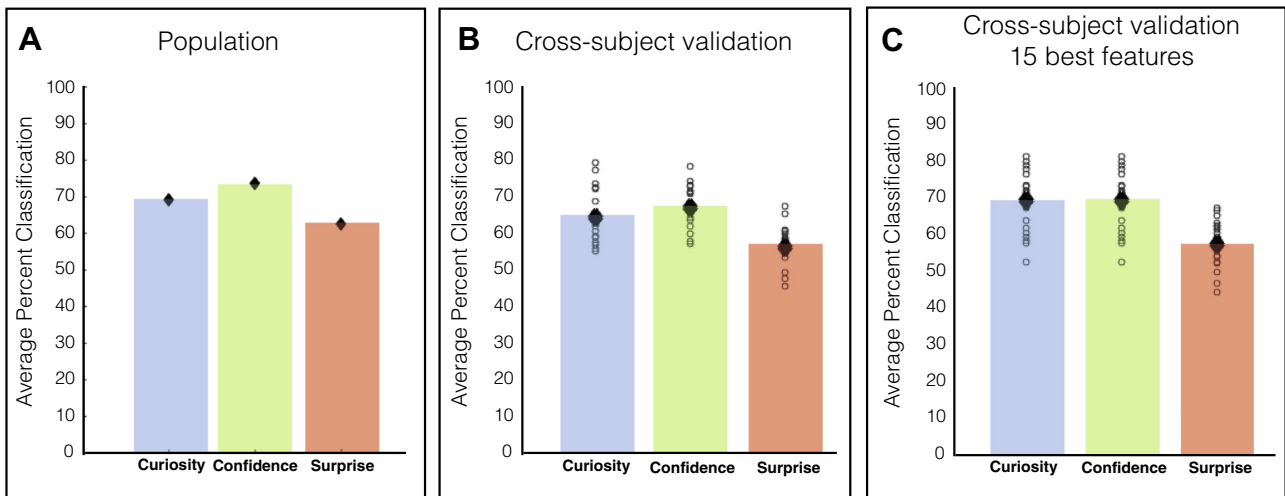 A
Population
Average Percent Classification
100
90
80
70
60
50
40
30
20
10
0
Curiosity Confidence Surprise
B
Cross-subject validation
Average Percent Classification
100
90
80
70
60
50
40
30
20
10
0
Curiosity Confidence Surprise
C
Cross-subject validation
15 best features
Average Percent Classification
100
90
80
70
60
50
40
30
20
10
0
Curiosity Confidence Surprise